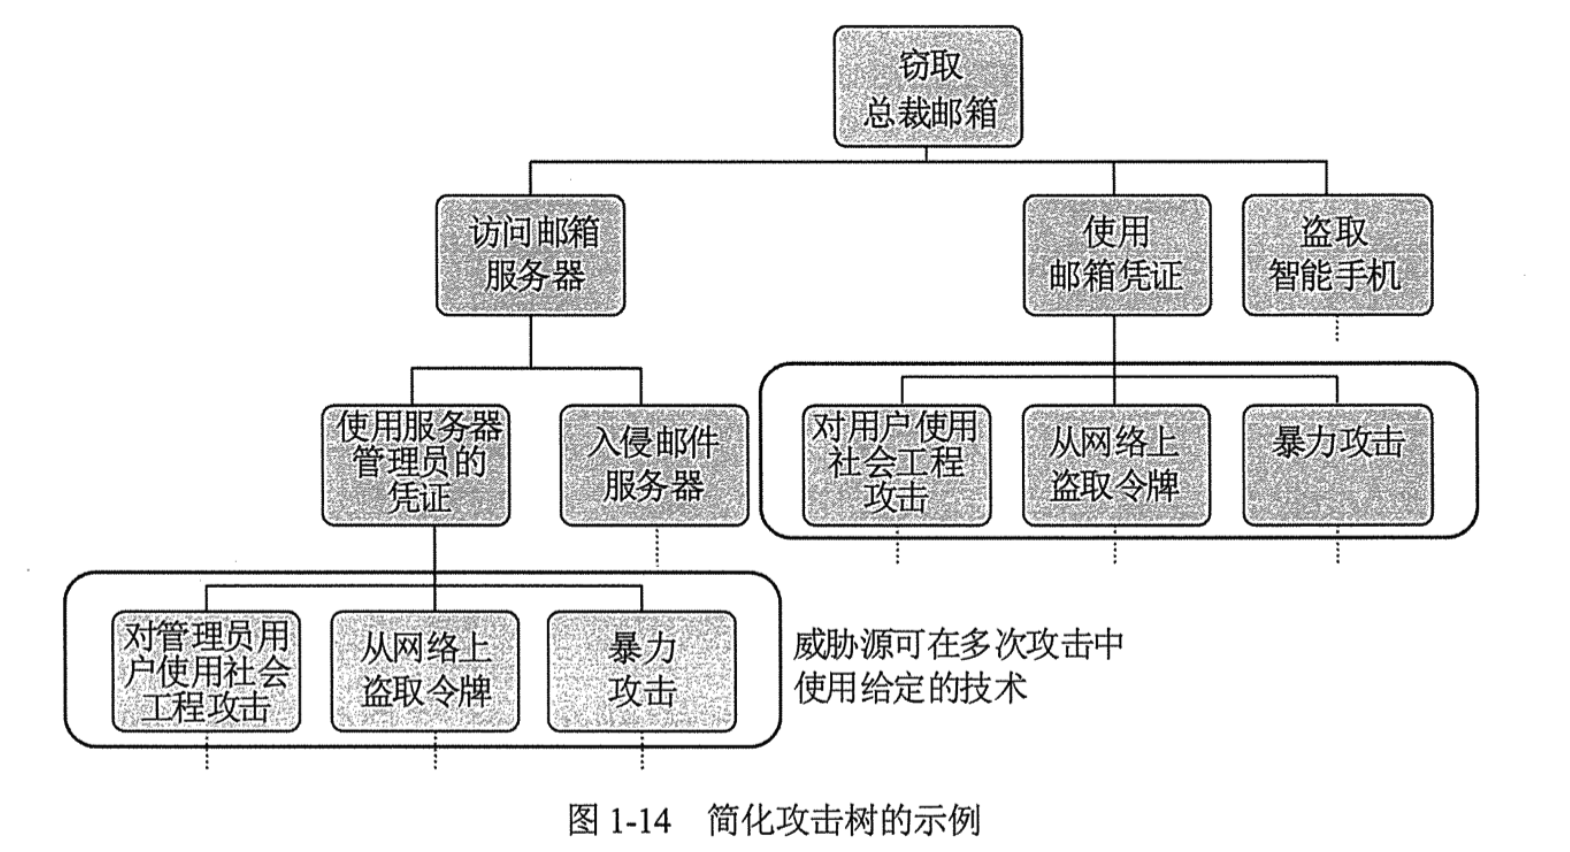 窃取
总裁邮箱
访问邮箱
服务器
使用
邮箱凭证
盗取
智能手机
使用服务器
管理员的
凭证
入侵邮件
服务器
对用户使用
社会工程
攻击
从网络上
盗取令牌
暴力攻击
对管理员用
户使用社会
工程攻击
从网络上
盗取令牌
暴力
攻击
威胁源可在多次攻击中
使用给定的技术
图 1-14 简化攻击树的示例